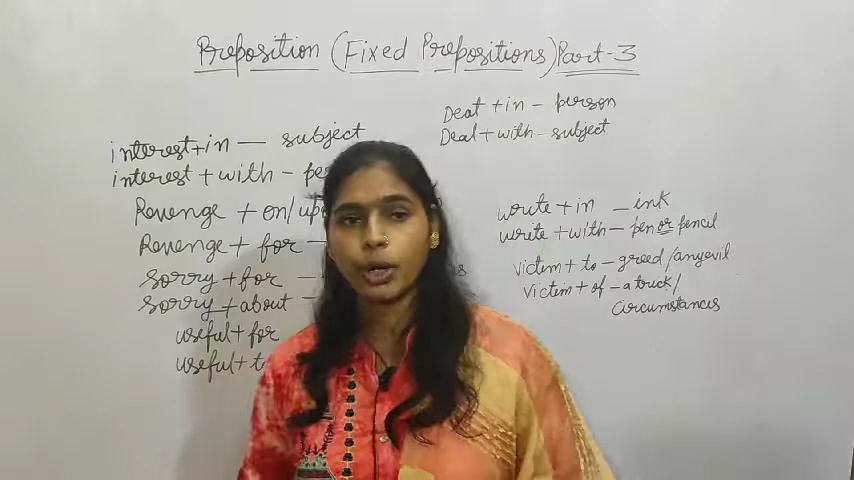 Preposition (Fixed Prepositions) Part-3
Deal +in - person
Deal +with - subject
interest+in — subject
interest +with - pe
Revenge + on/up
Revenge + for -
sorry + for -
sorry + about -
useful + for
useful + t
write +in - ink
write +with - pen or pencil
victim + to - greed/any evil
victim + of - a truck/
circumstances